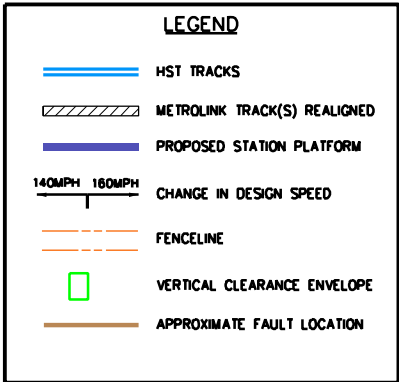 LEGEND
HST TRACKS
METROLINK TRACK(S) REALIGNED
PROPOSED STATION PLATFORM
140MPH 160MPH CHANGE IN DESIGN SPEED
FENCELINE
VERTICAL CLEARANCE ENVELOPE
APPROXIMATE FAULT LOCATION